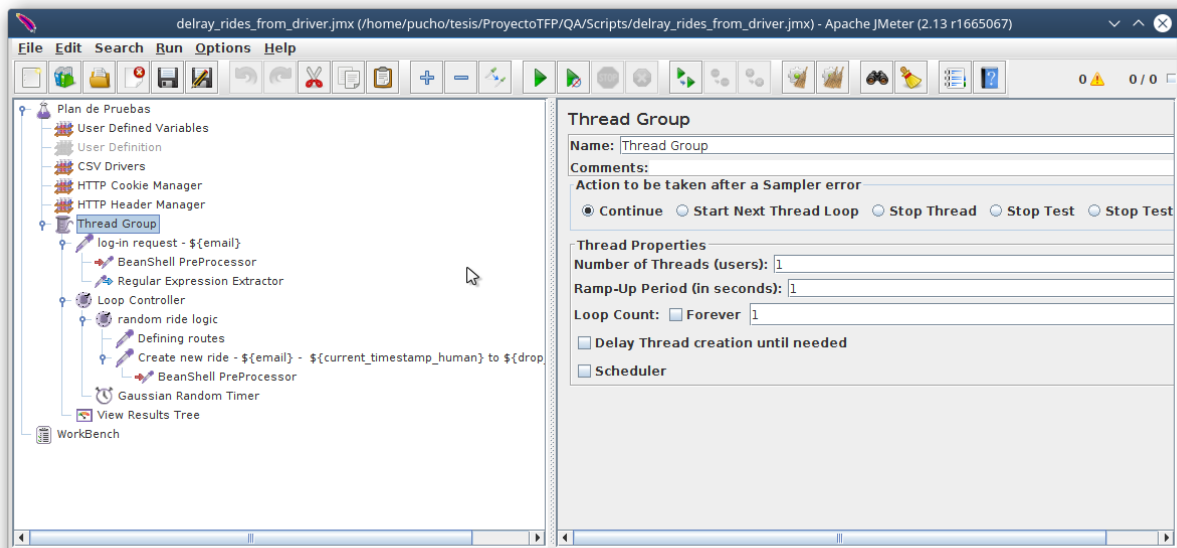 delray_rides_from_driver.jmx (/home/pucho/tesis/ProyectoTFP/QA/Scripts/delray_rides_from_driver.jmx) - Apache JMeter (2.13 r1665067)
File Edit Search Run Options Help
STOP
0 0 / 0
Plan de Pruebas
User Defined Variables
User Definition
CSV Drivers
HTTP Cookie Manager
HTTP Header Manager
Thread Group
log-in request - ${email}
BeanShell PreProcessor
Regular Expression Extractor
Loop Controller
random ride logic
Defining routes
Create new ride - ${email} - ${current_timestamp_human} to ${drop_
BeanShell PreProcessor
Gaussian Random Timer
View Results Tree
WorkBench
Thread Group
Name: Thread Group
Comments:
Action to be taken after a Sampler error
Continue Start Next Thread Loop Stop Thread Stop Test Stop Test
Thread Properties
Number of Threads (users): 1
Ramp-Up Period (in seconds): 1
Loop Count: Forever 1
Delay Thread creation until needed
Scheduler